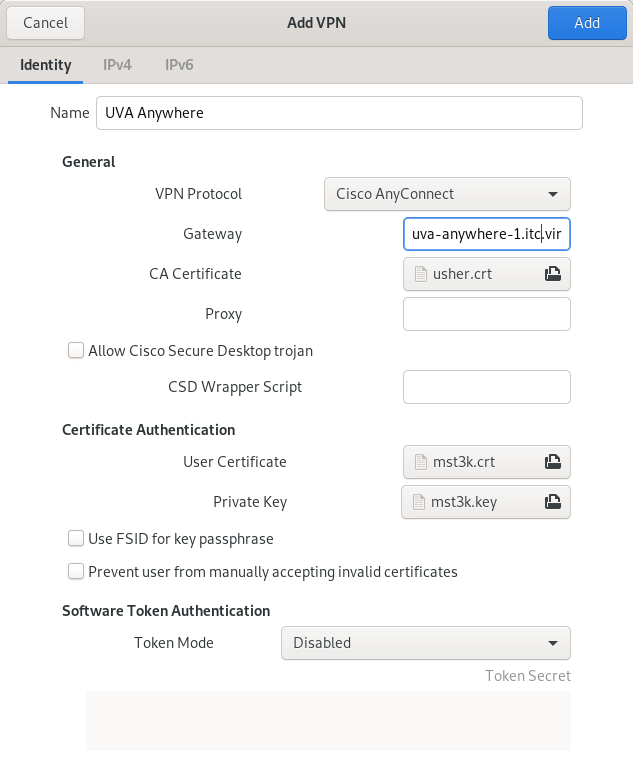 Cancel Add VPN Add
Identity IPv4 IPv6
Name UVA Anywhere
General
VPN Protocol Cisco AnyConnect
Gateway uva-anywhere-1.itc.vir
CA Certificate usher.crt
Proxy
Allow Cisco Secure Desktop trojan
CSD Wrapper Script
Certificate Authentication
User Certificate mst3k.crt
Private Key mst3k.key
Use FSID for key passphrase
Prevent user from manually accepting invalid certificates
Software Token Authentication
Token Mode Disabled
Token Secret